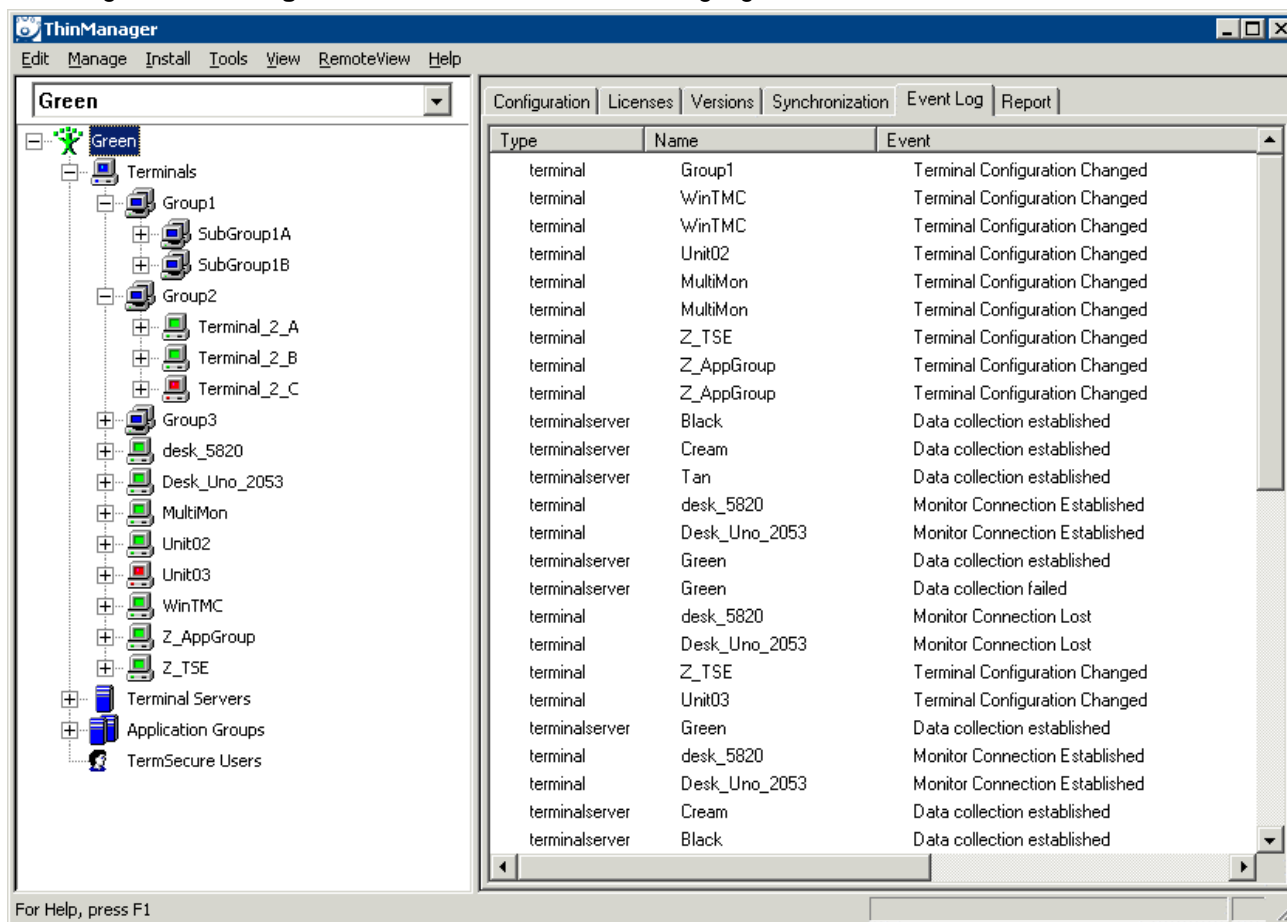 ThinManager
Edit Manage Install Tools View RemoteView Help
Green
Green
Terminals
Group1
SubGroup1A
SubGroup1B
Group2
Terminal_2_A
Terminal_2_B
Terminal_2_C
Group3
desk_5820
Desk_Uno_2053
MultiMon
Unit02
Unit03
WinTMC
Z_AppGroup
Z_TSE
Terminal Servers
Application Groups
TermSecure Users
Configuration Licenses Versions Synchronization Event Log Report
Type Name Event
terminal Group1 Terminal Configuration Changed
terminal WinTMC Terminal Configuration Changed
terminal WinTMC Terminal Configuration Changed
terminal Unit02 Terminal Configuration Changed
terminal MultiMon Terminal Configuration Changed
terminal MultiMon Terminal Configuration Changed
terminal Z_TSE Terminal Configuration Changed
terminal Z_AppGroup Terminal Configuration Changed
terminal Z_AppGroup Terminal Configuration Changed
terminalserver Black Data collection established
terminalserver Cream Data collection established
terminalserver Tan Data collection established
terminal desk_5820 Monitor Connection Established
terminal Desk_Uno_2053 Monitor Connection Established
terminalserver Green Data collection established
terminalserver Green Data collection failed
terminal desk_5820 Monitor Connection Lost
terminal Desk_Uno_2053 Monitor Connection Lost
terminal Z_TSE Terminal Configuration Changed
terminal Unit03 Terminal Configuration Changed
terminalserver Green Data collection established
terminal desk_5820 Monitor Connection Established
terminal Desk_Uno_2053 Monitor Connection Established
terminalserver Cream Data collection established
terminalserver Black Data collection established
For Help, press F1